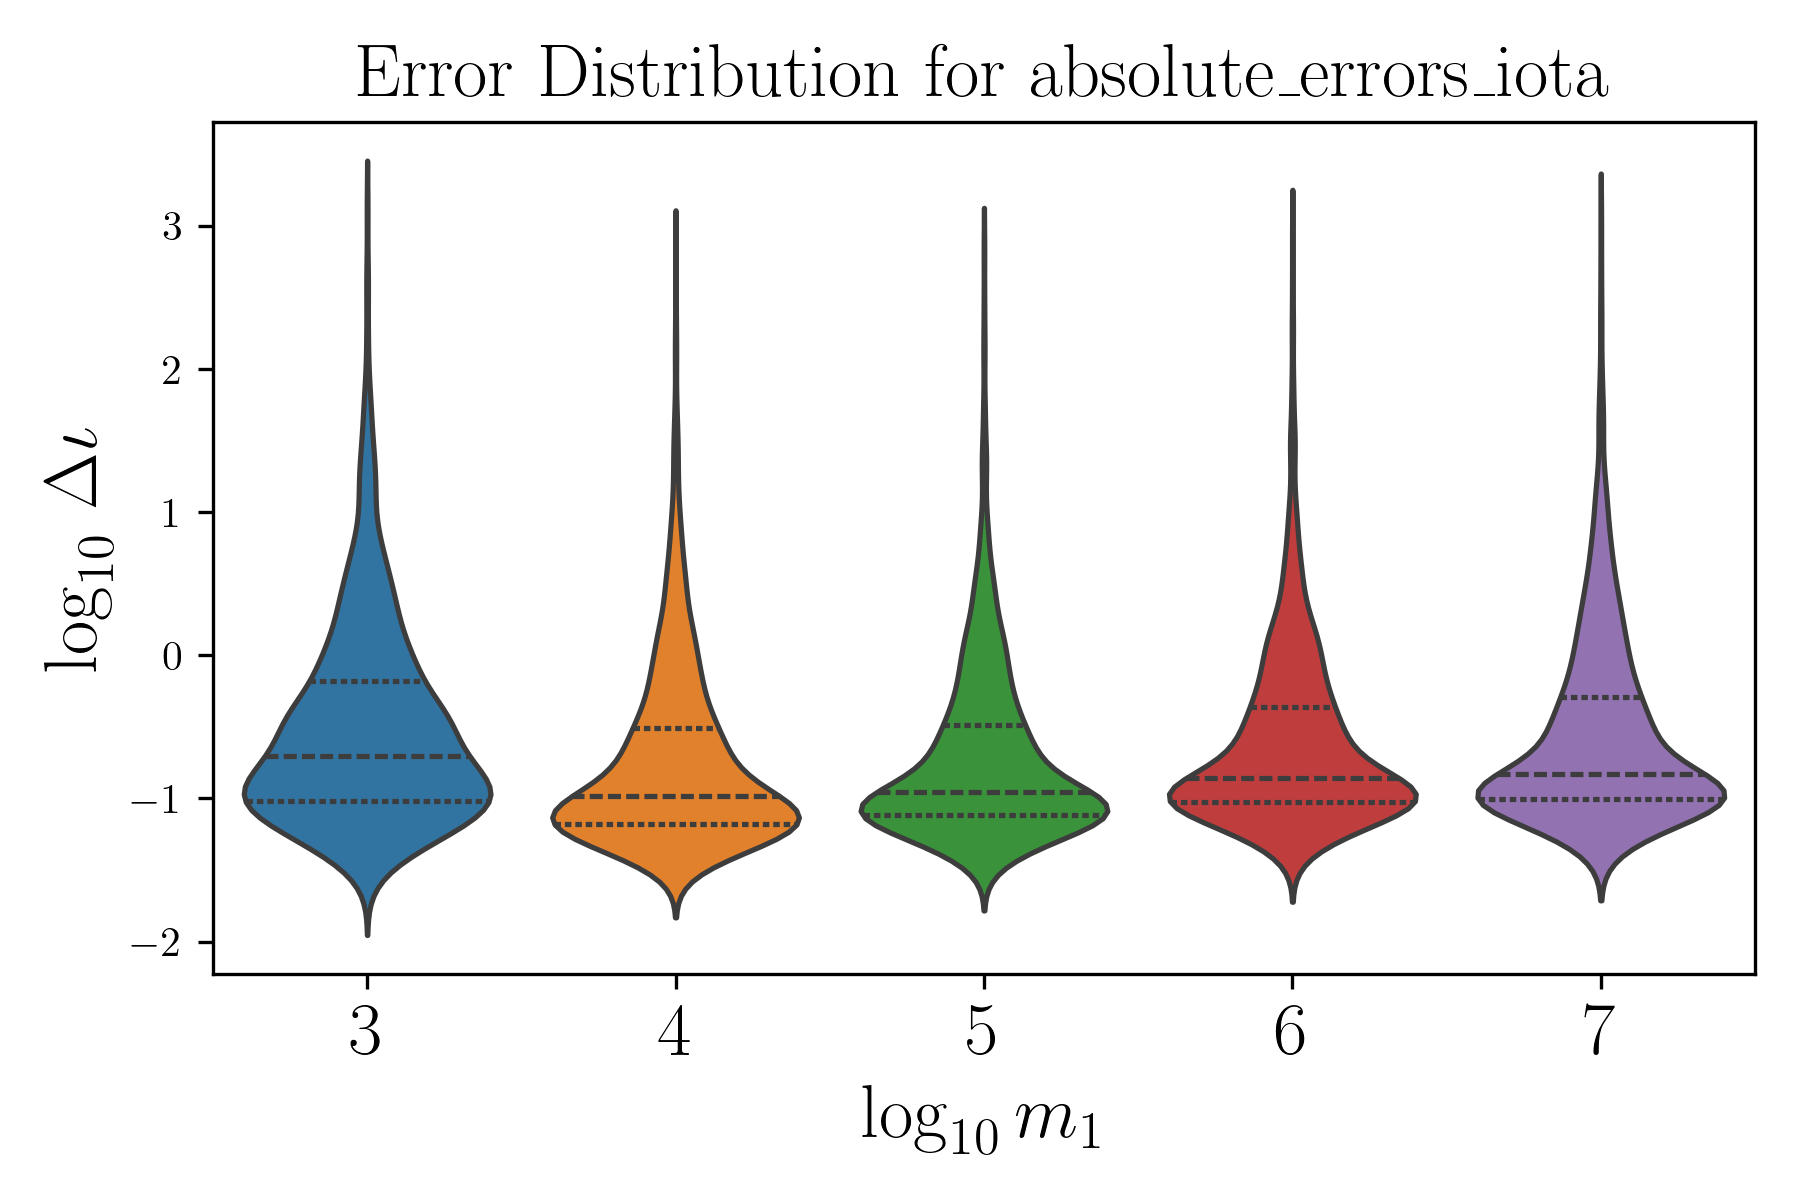 Error Distribution for absolute_errors_iota
log₁₀ Δι
3
2
1
0
−1
−2
3 4 5 6 7
log₁₀ m₁